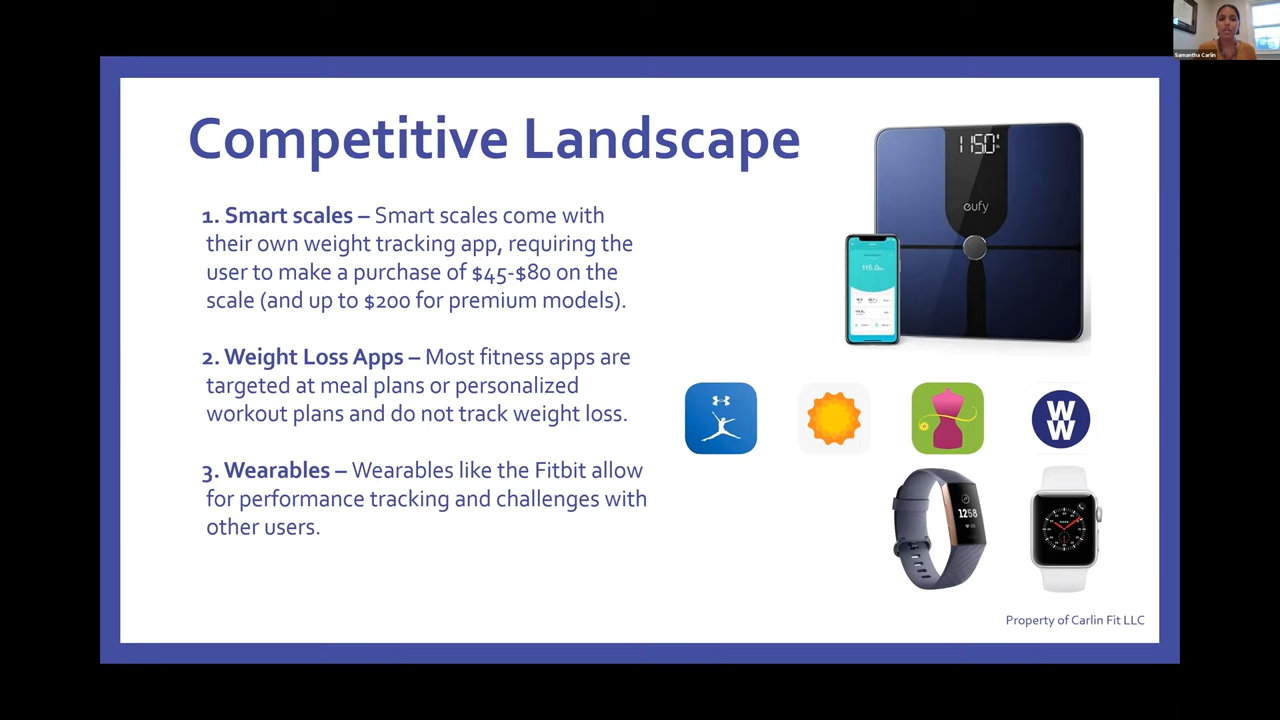 Samantha Carlin
Competitive Landscape
1150
eufy
115.0
1. Smart scales – Smart scales come with
their own weight tracking app, requiring the
user to make a purchase of $45-$80 on the
scale (and up to $200 for premium models).
2. Weight Loss Apps – Most fitness apps are
targeted at meal plans or personalized
workout plans and do not track weight loss.
W
W
3. Wearables – Wearables like the Fitbit allow
for performance tracking and challenges with
other users.
1258
Property of Carlin Fit LLC